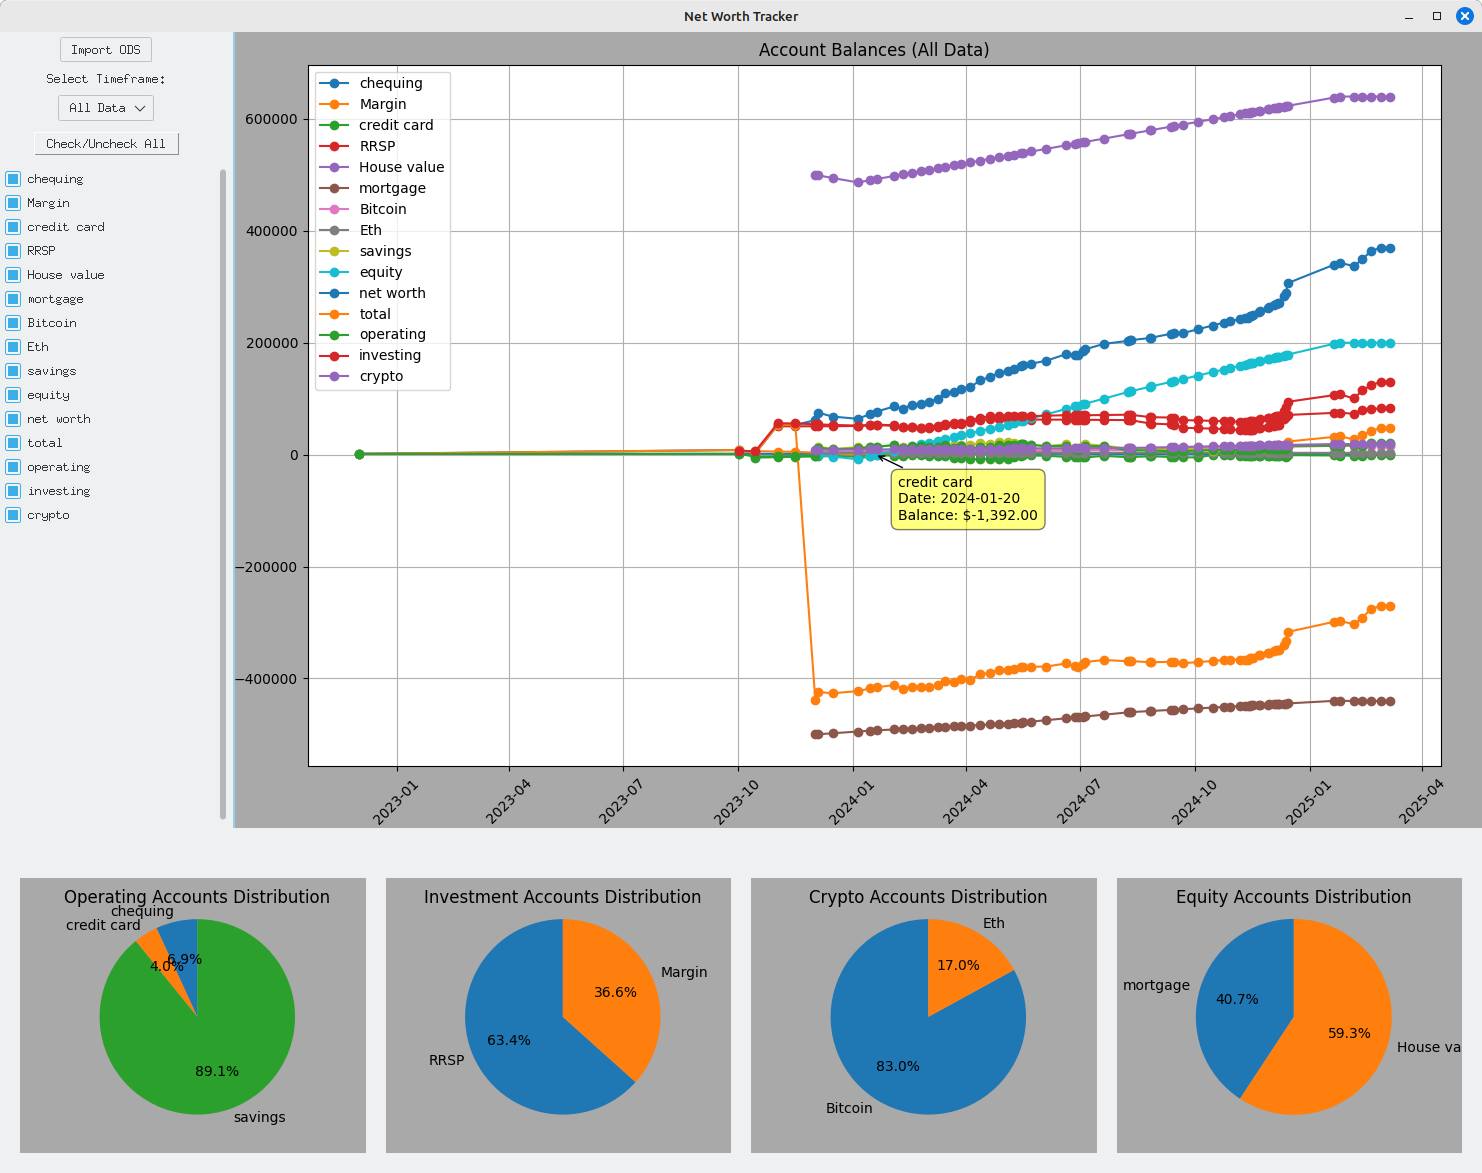 Net Worth Tracker
Import ODS
Select Timeframe:
All Data
Check/Uncheck All
chequing
Margin
credit card
RRSP
House value
mortgage
Bitcoin
Eth
savings
equity
net worth
total
operating
investing
crypto
Account Balances (All Data)
chequing
Margin
credit card
RRSP
House value
mortgage
Bitcoin
Eth
savings
equity
net worth
total
operating
investing
crypto
600000
400000
200000
0
−200000
−400000
credit card
Date: 2024-01-20
Balance: $-1,392.00
2023-01
2023-04
2023-07
2023-10
2024-01
2024-04
2024-07
2024-10
2025-01
2025-04
Operating Accounts Distribution
chequing
credit card
6.9%
4.0%
89.1%
savings
Investment Accounts Distribution
Margin
36.6%
63.4%
RRSP
Crypto Accounts Distribution
Eth
17.0%
83.0%
Bitcoin
Equity Accounts Distribution
mortgage
40.7%
59.3%
House va